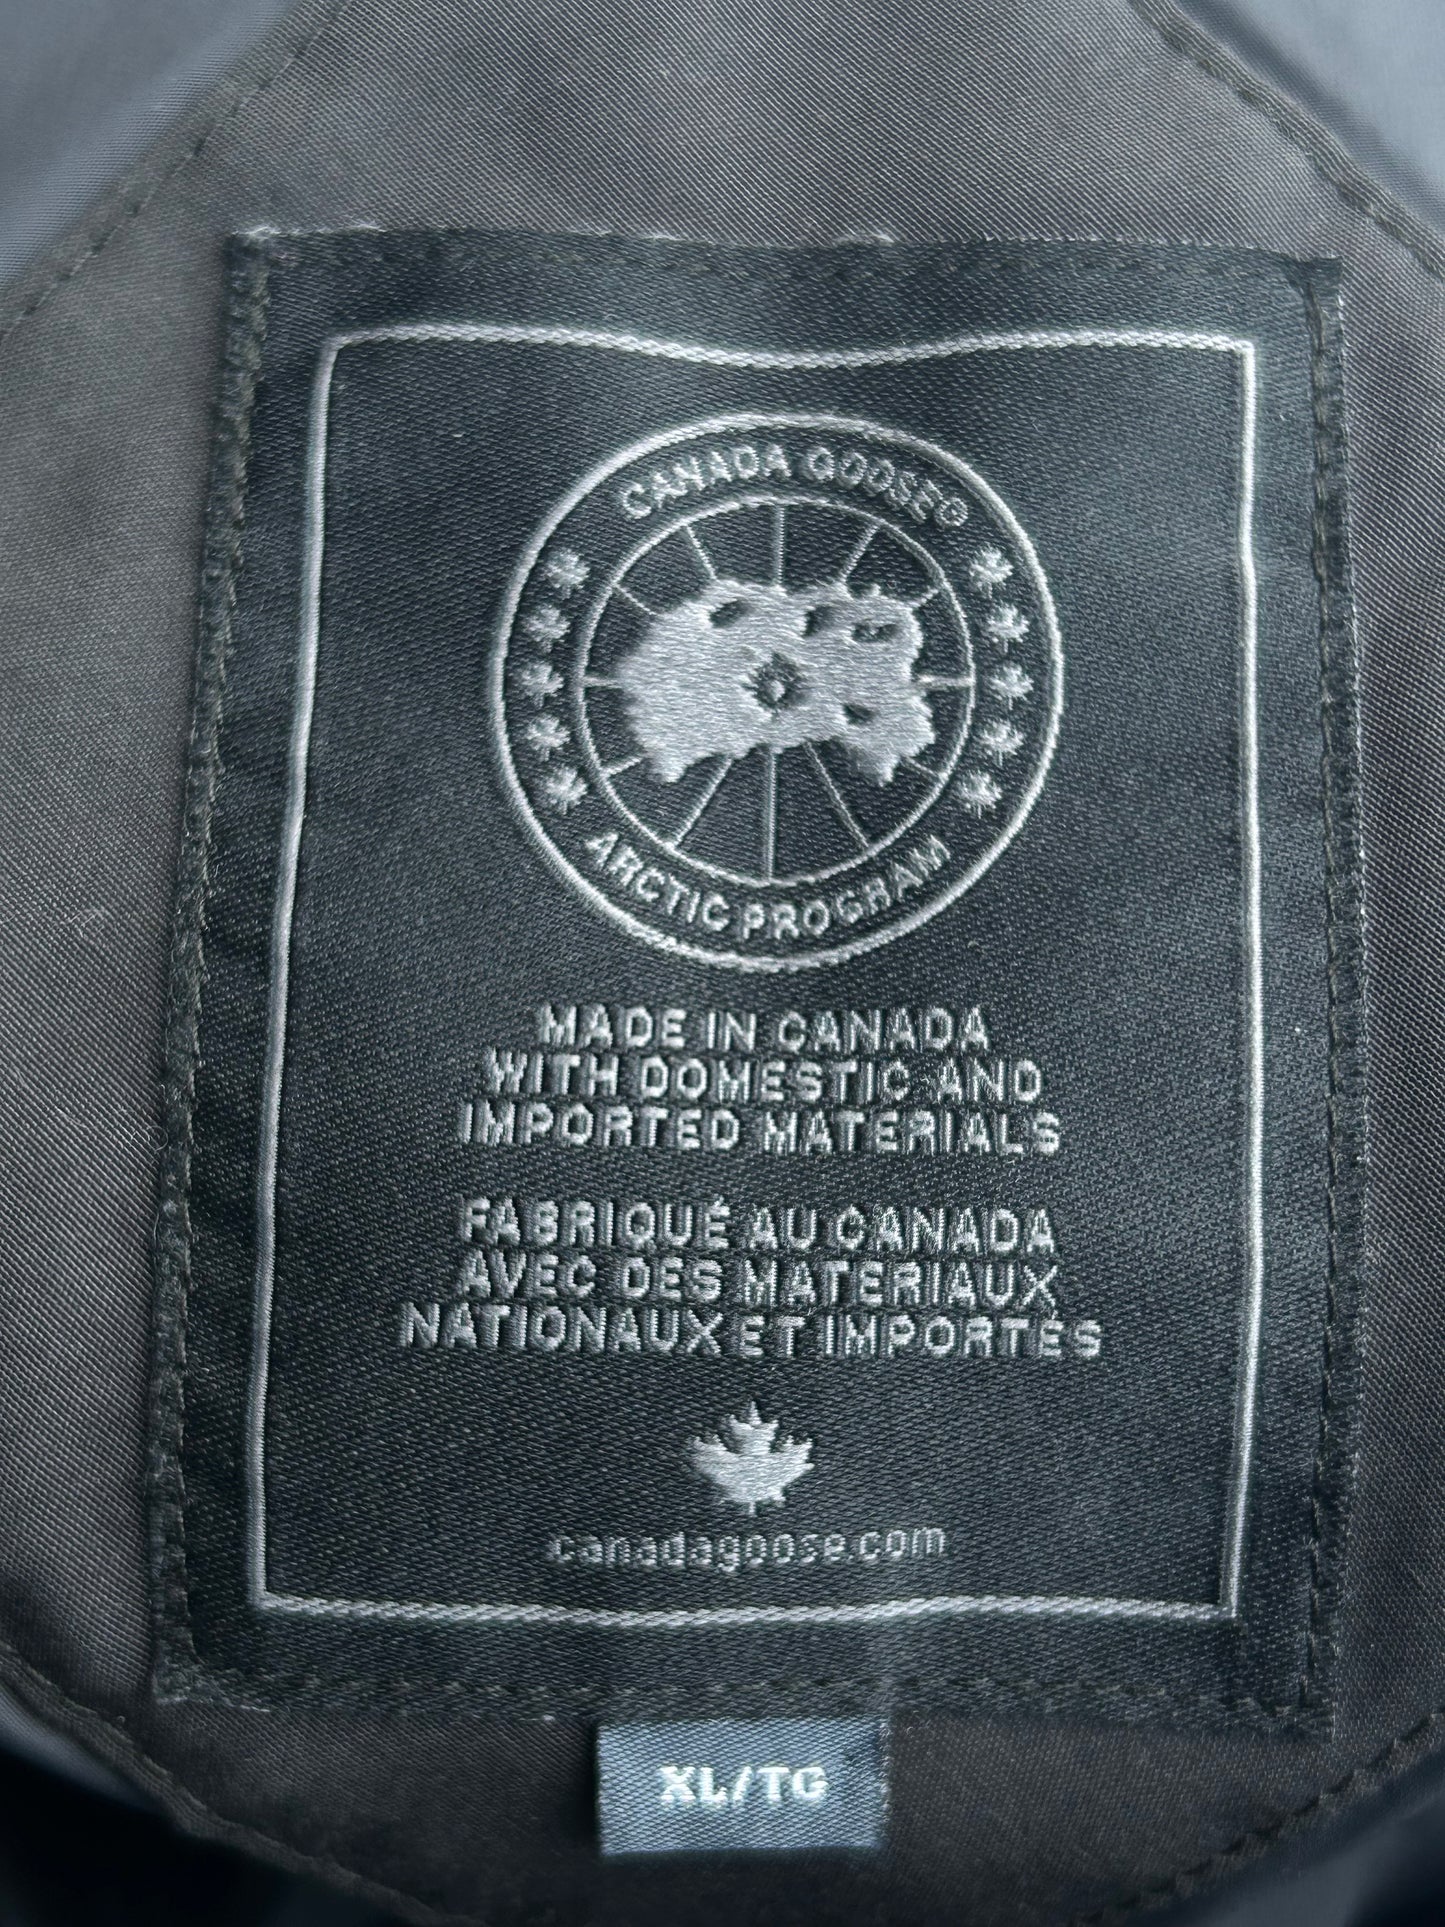 CANADA GOOSE®
ARCTIC PROGRAM
MADE IN CANADA
WITH DOMESTIC AND
IMPORTED MATERIALS
FABRIQUÉ AU CANADA
AVEC DES MATERIAUX
NATIONAUX ET IMPORTÉS
canadagoose.com
XL/TG